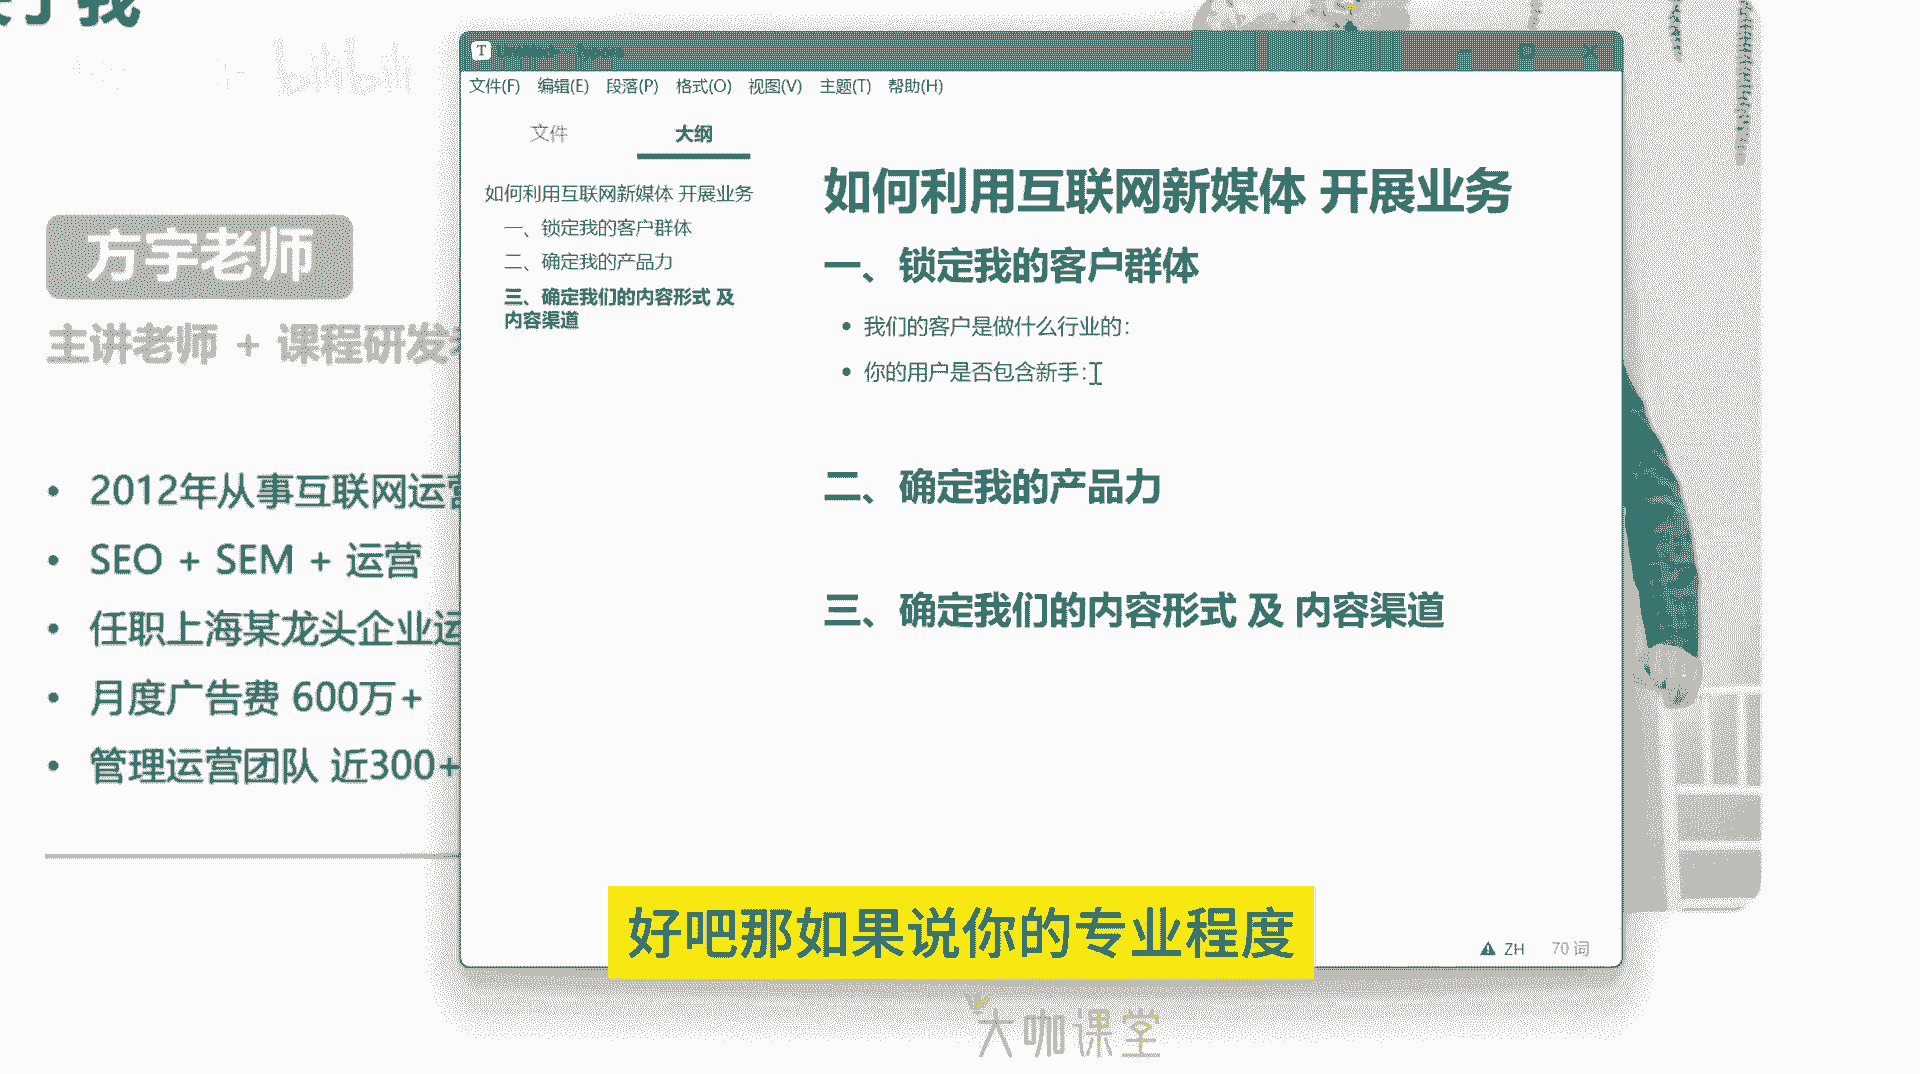 我
bilibili
方宇老师
主讲老师 + 课程研发
2012年从事互联网运营
SEO + SEM + 运营
任职上海某龙头企业运
月度广告费 600万+
管理运营团队 近300+
T
文件(F) 编辑(E) 段落(P) 格式(O) 视图(V) 主题(T) 帮助(H)
文件 大纲
如何利用互联网新媒体 开展业务
一、锁定我的客户群体
二、确定我的产品力
三、确定我们的内容形式 及
内容渠道
如何利用互联网新媒体 开展业务
一、锁定我的客户群体
我们的客户是做什么行业的:
你的用户是否包含新手:
二、确定我的产品力
三、确定我们的内容形式 及 内容渠道
ZH 70 词
好吧那如果说你的专业程度
大咖课堂